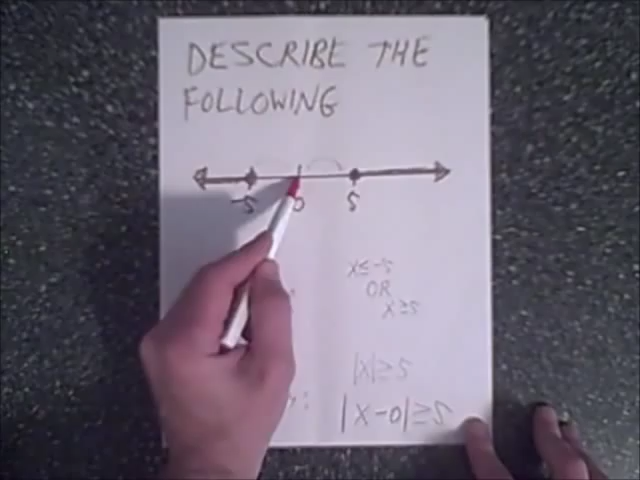 DESCRIBE THE
FOLLOWING
-5 0 5
x ≤ -5
OR
x ≥ 5
|x| ≥ 5
|x-0| ≥ 5